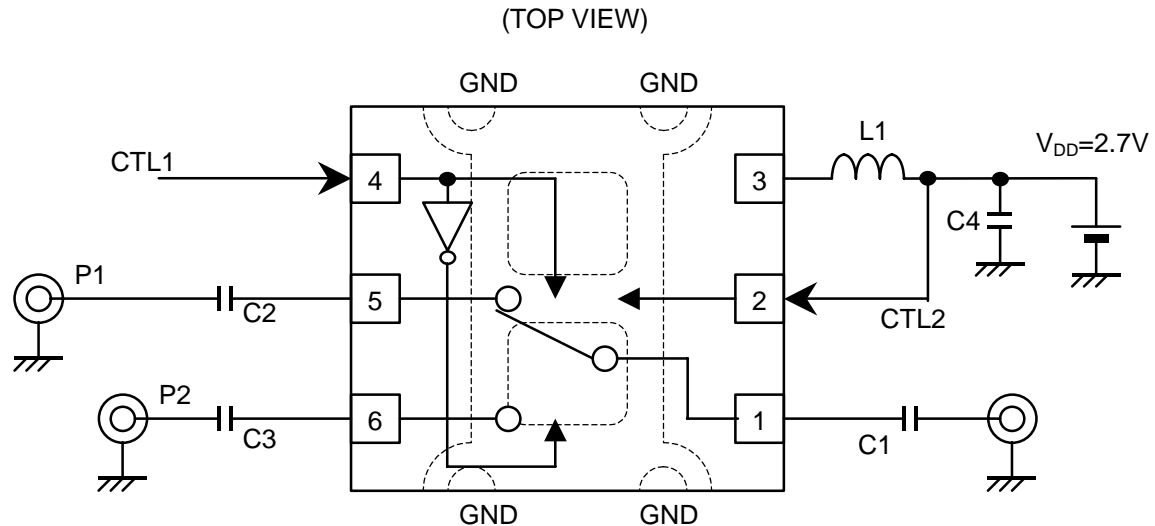 (TOP VIEW)
GND GND
L1
V_DD=2.7V
CTL1
4
3
C4
P1
C2
5
2
CTL2
P2
C3
6
1
C1
GND GND